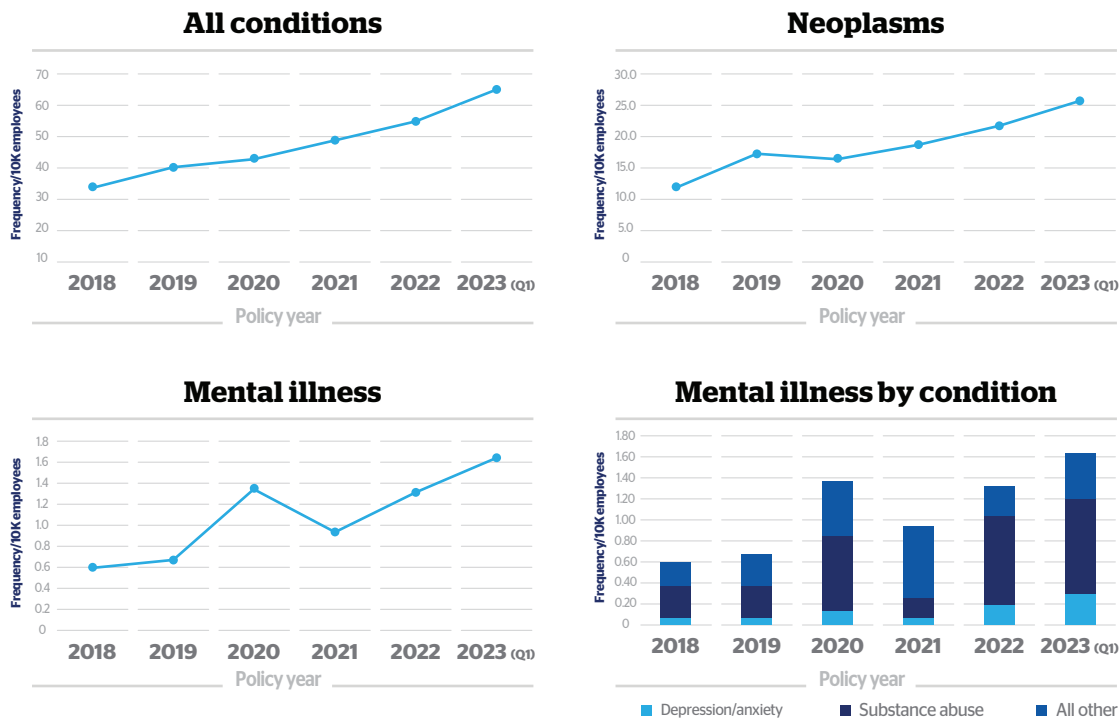 All conditions
Frequency/10K employees
70
60
50
40
30
20
10
2018 2019 2020 2021 2022 2023 (Q1)
Policy year
Neoplasms
Frequency/10K employees
30.0
25.0
20.0
15.0
10.0
5.0
0
2018 2019 2020 2021 2022 2023 (Q1)
Policy year
Mental illness
Frequency/10K employees
1.8
1.6
1.4
1.2
1.0
0.8
0.6
0.4
0.2
0
2018 2019 2020 2021 2022 2023 (Q1)
Policy year
Mental illness by condition
Frequency/10K employees
1.80
1.60
1.40
1.20
1.00
0.80
0.60
0.40
0.20
0
2018 2019 2020 2021 2022 2023 (Q1)
Policy year
Depression/anxiety Substance abuse All other